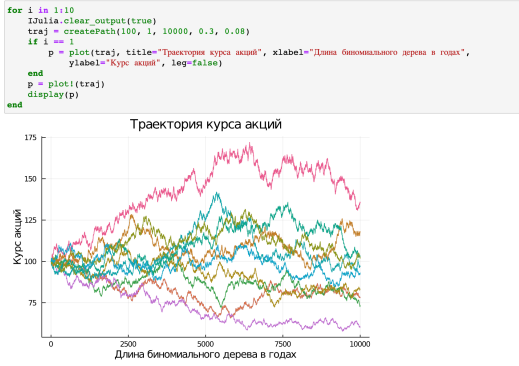 for i in 1:10
IJulia.clear_output(true)
traj = createPath(100, 1, 10000, 0.3, 0.08)
if i == 1
p = plot(traj, title="Траектория курса акций", xlabel="Длина биномиального дерева в годах",
ylabel="Курс акций", leg=false)
end
p = plot!(traj)
display(p)
end
Траектория курса акций
175
150
125
100
75
Курс акций
0 2500 5000 7500 10000
Длина биномиального дерева в годах